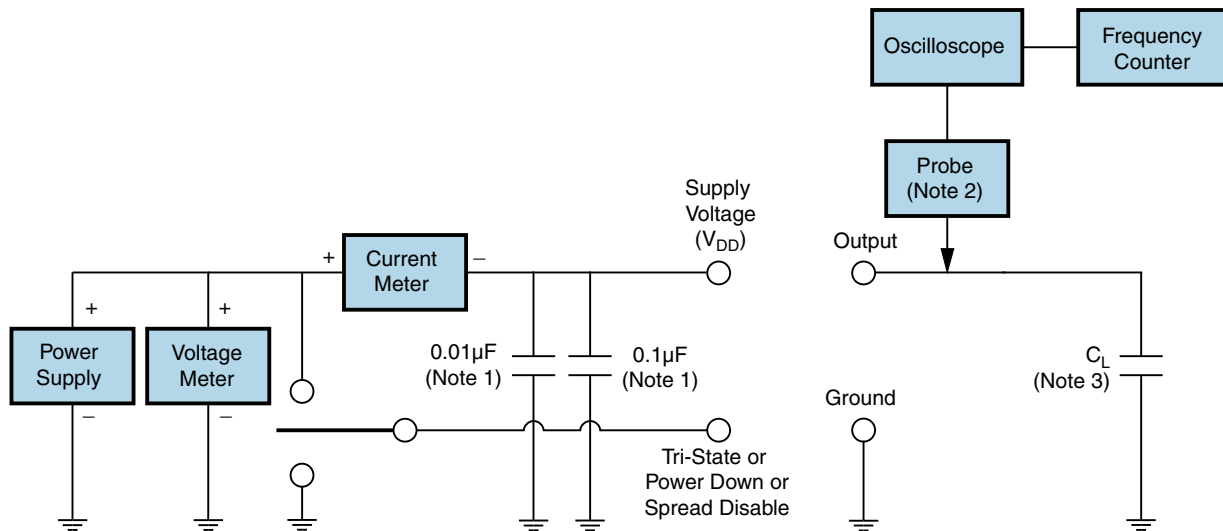 Oscilloscope
Frequency
Counter
Probe
(Note 2)
Supply
Voltage
(VDD)
Output
+
Current
Meter
–
+
+
Power
Supply
Voltage
Meter
–
–
0.01µF
(Note 1)
0.1µF
(Note 1)
CL
(Note 3)
Ground
Tri-State or
Power Down or
Spread Disable